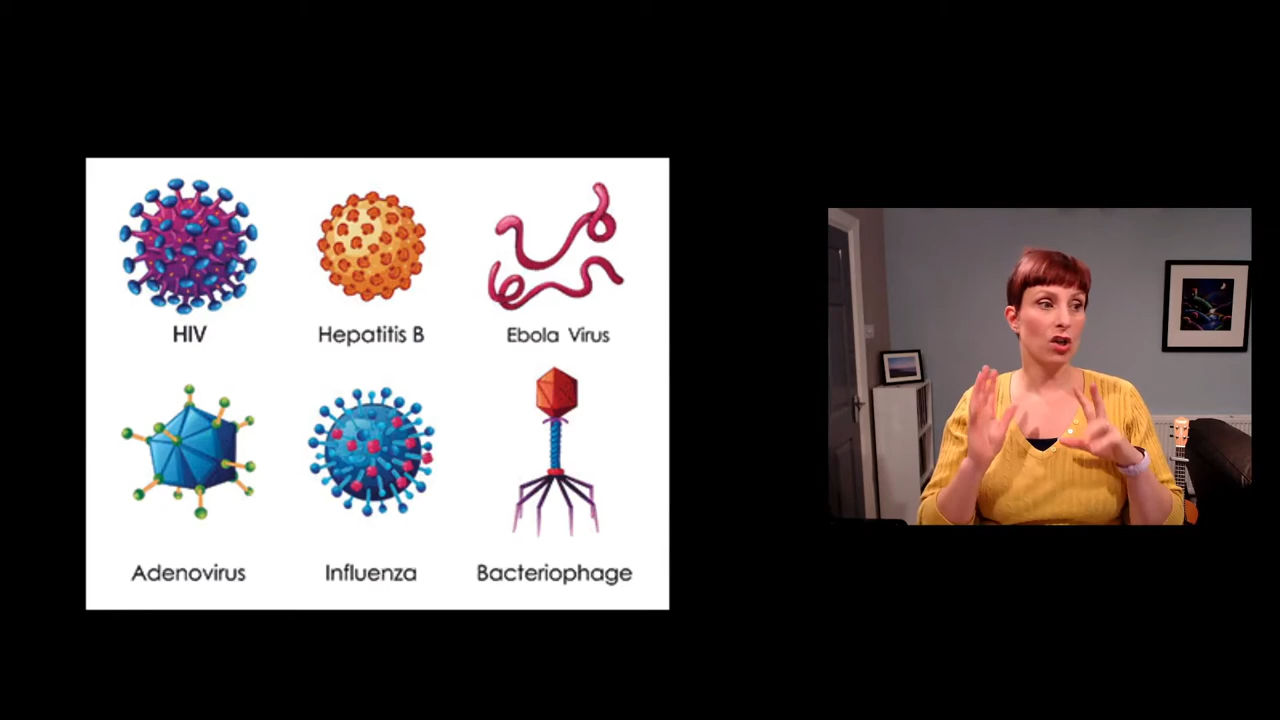 HIV
Hepatitis B
Ebola Virus
Adenovirus
Influenza
Bacteriophage